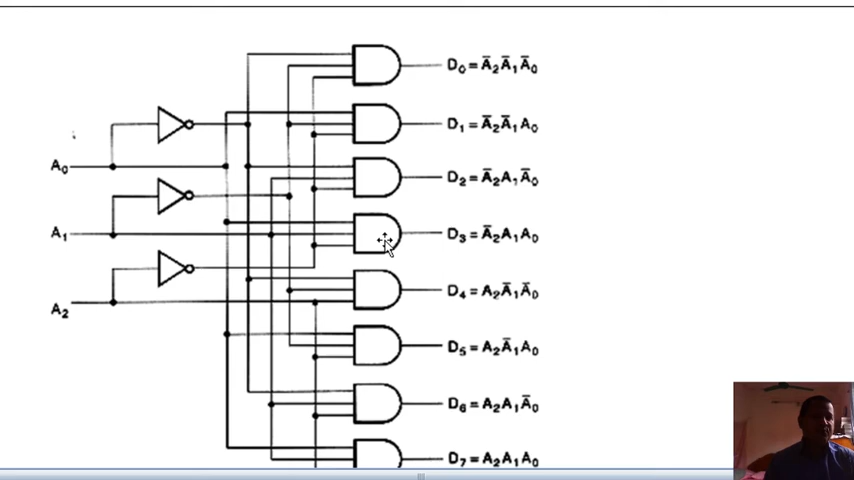 D₀ = A̅₂A̅₁A̅₀
D₁ = A̅₂A̅₁A₀
A₀
D₂ = A̅₂A₁A̅₀
A₁
D₃ = A̅₂A₁A₀
D₄ = A₂A̅₁A̅₀
A₂
D₅ = A₂A̅₁A₀
D₆ = A₂A₁A̅₀
D₇ = A₂A₁A₀